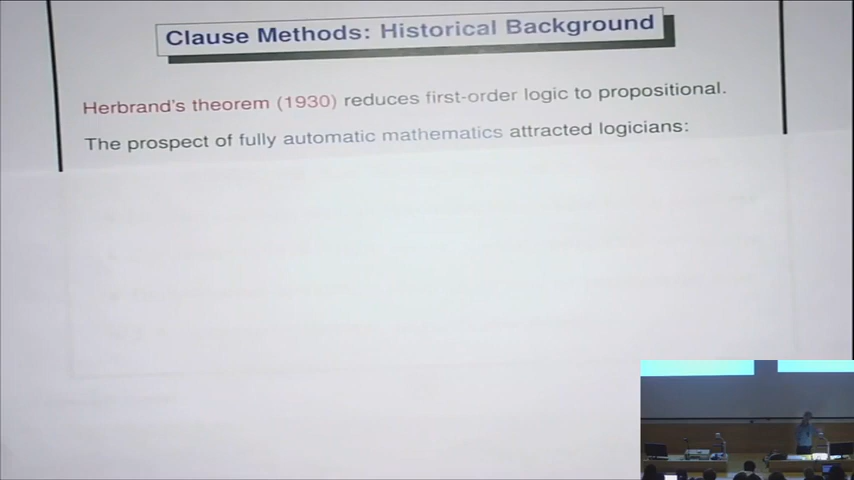 Clause Methods: Historical Background
Herbrand's theorem (1930) reduces first-order logic to propositional.
The prospect of fully automatic mathematics attracted logicians: